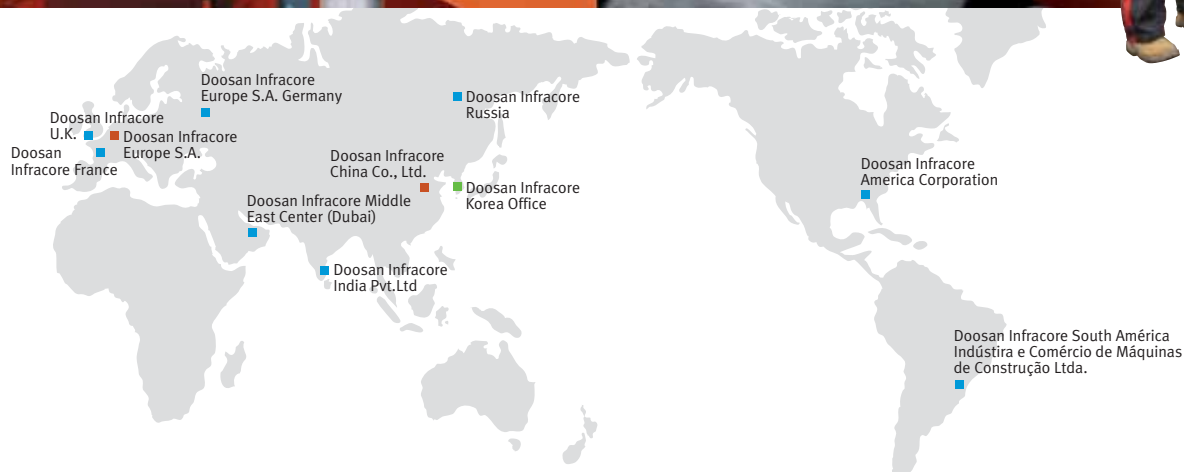 Doosan Infracore
Europe S.A. Germany
Doosan Infracore
Russia
Doosan Infracore
U.K.
Doosan Infracore
Europe S.A.
Doosan
Infracore France
Doosan Infracore
China Co., Ltd.
Doosan Infracore
Korea Office
Doosan Infracore
America Corporation
Doosan Infracore Middle
East Center (Dubai)
Doosan Infracore
India Pvt.Ltd
Doosan Infracore South América
Indústira e Comércio de Máquinas
de Construção Ltda.